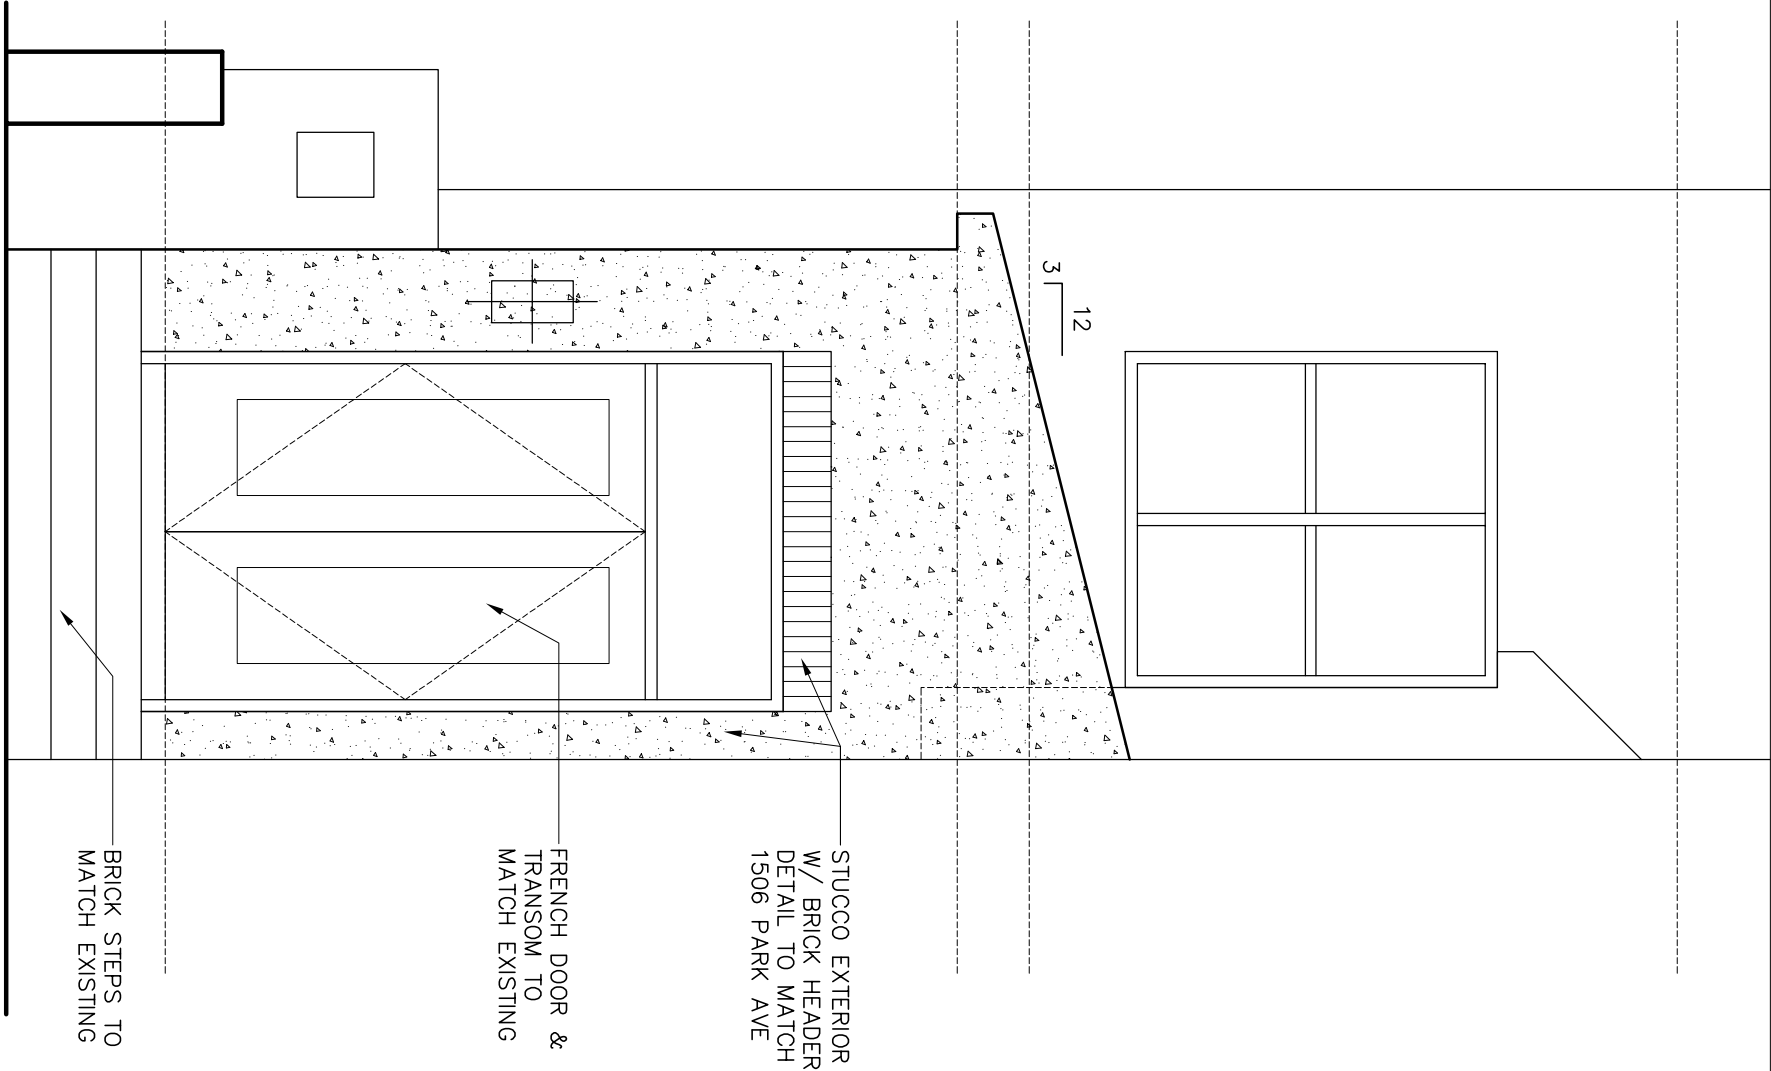 3
12
STUCCO EXTERIOR
W/ BRICK HEADER
DETAIL TO MATCH
1506 PARK AVE
FRENCH DOOR &
TRANSOM TO
MATCH EXISTING
BRICK STEPS TO
MATCH EXISTING